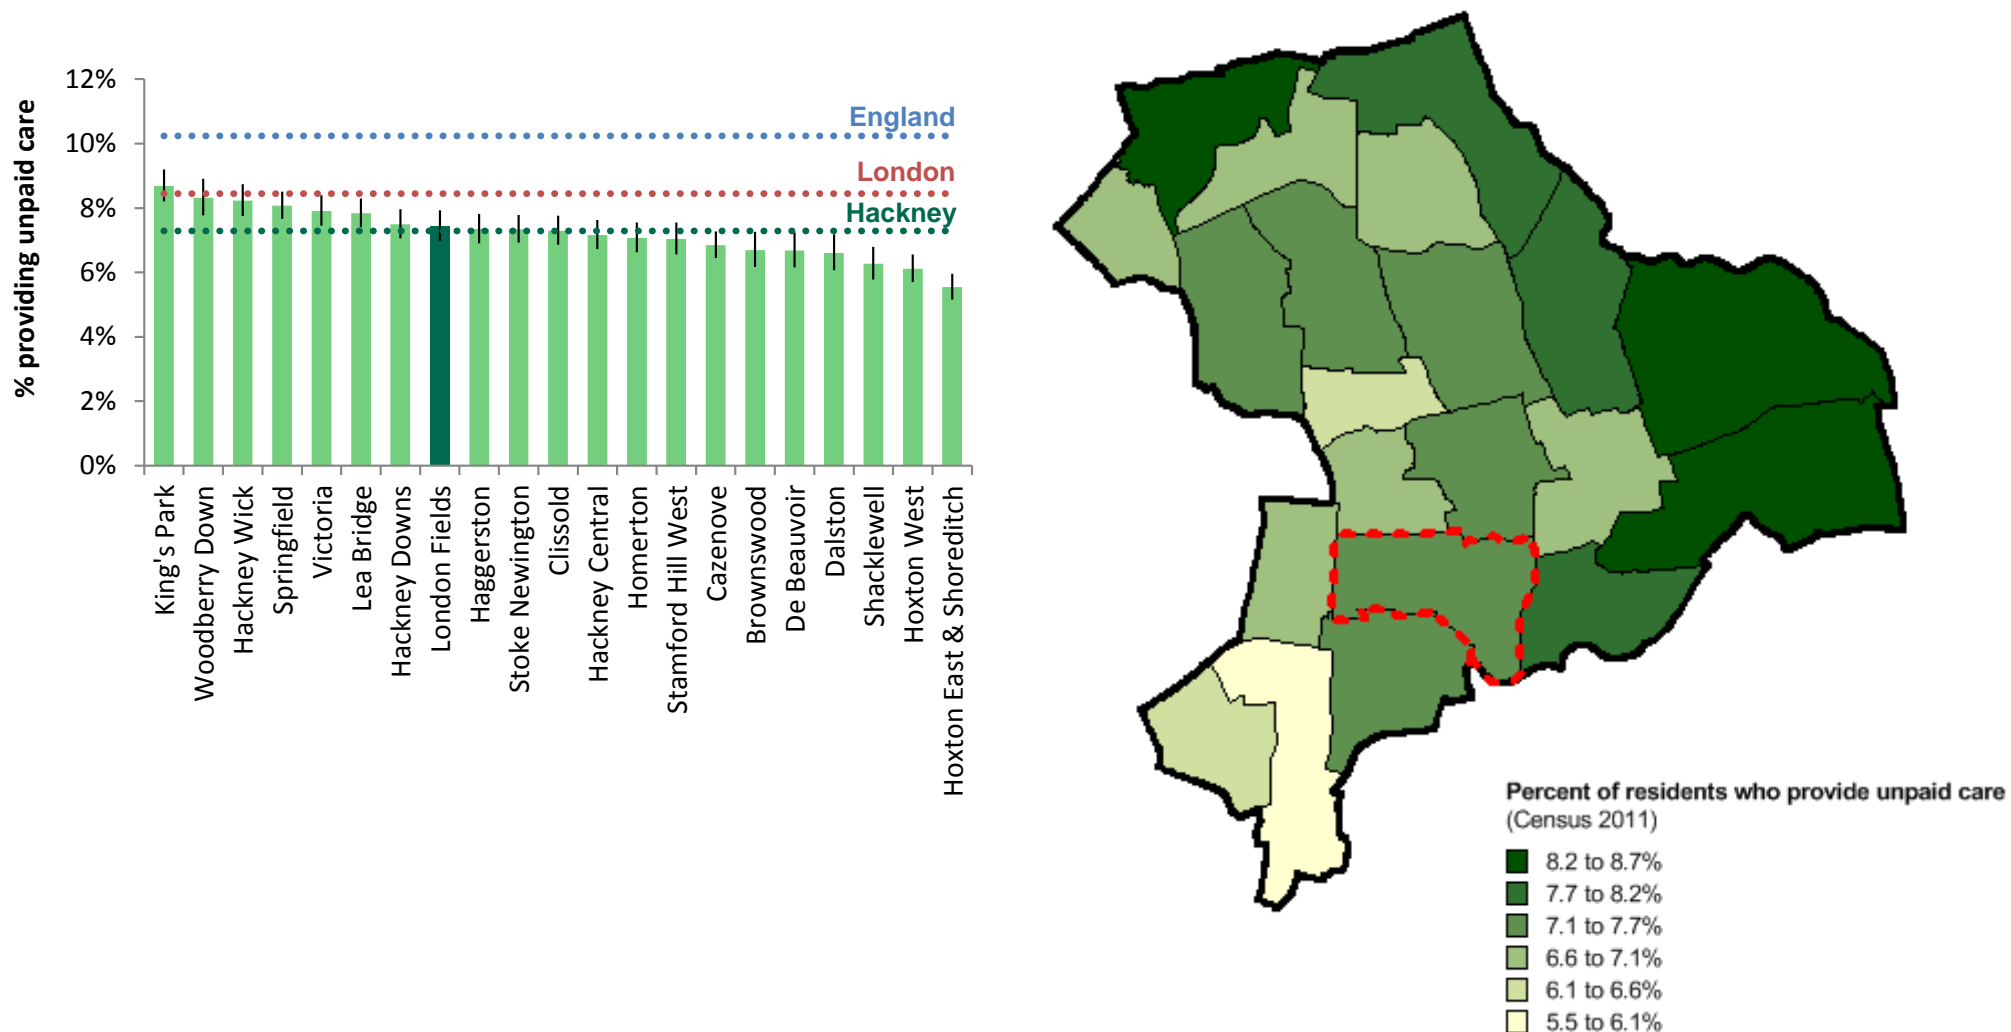 12%
10%
8%
6%
4%
2%
0%
% providing unpaid care
England
London
Hackney
King's Park
Woodberry Down
Hackney Wick
Springfield
Victoria
Lea Bridge
Hackney Downs
London Fields
Haggerston
Stoke Newington
Clissold
Hackney Central
Homerton
Stamford Hill West
Cazenove
Brownswood
De Beauvoir
Dalston
Shacklewell
Hoxton West
Hoxton East & Shoreditch
Percent of residents who provide unpaid care
(Census 2011)
8.2 to 8.7%
7.7 to 8.2%
7.1 to 7.7%
6.6 to 7.1%
6.1 to 6.6%
5.5 to 6.1%